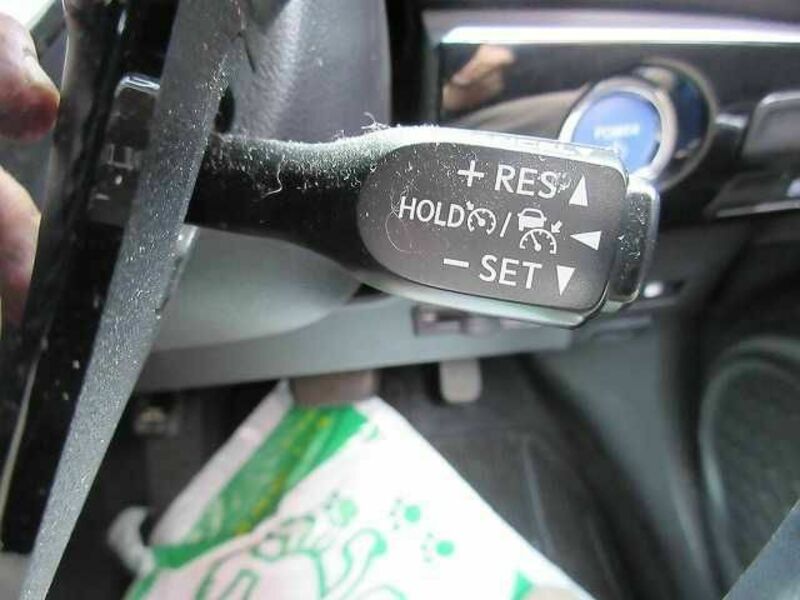 + RES ▲
HOLD / ◀
− SET ▼
POWER